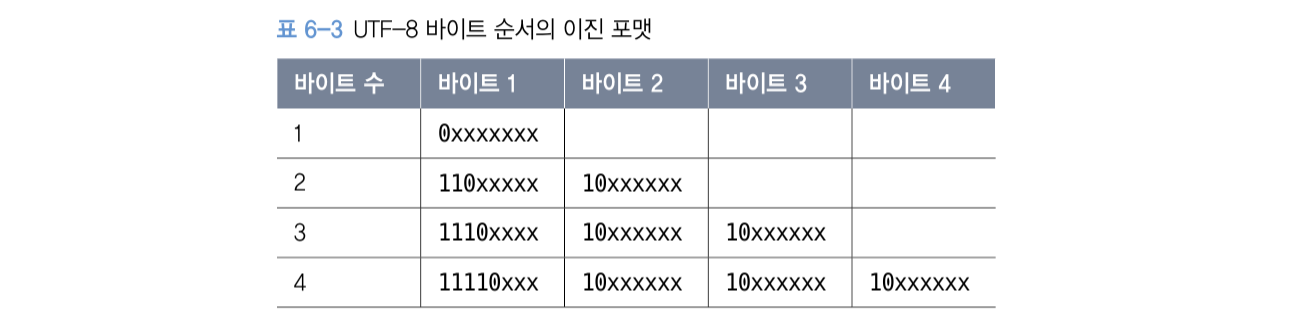 표 6-3 UTF-8 바이트 순서의 이진 포맷
바이트 수 바이트 1 바이트 2 바이트 3 바이트 4
1 0xxxxxxx
2 110xxxxx 10xxxxxx
3 1110xxxx 10xxxxxx 10xxxxxx
4 11110xxx 10xxxxxx 10xxxxxx 10xxxxxx